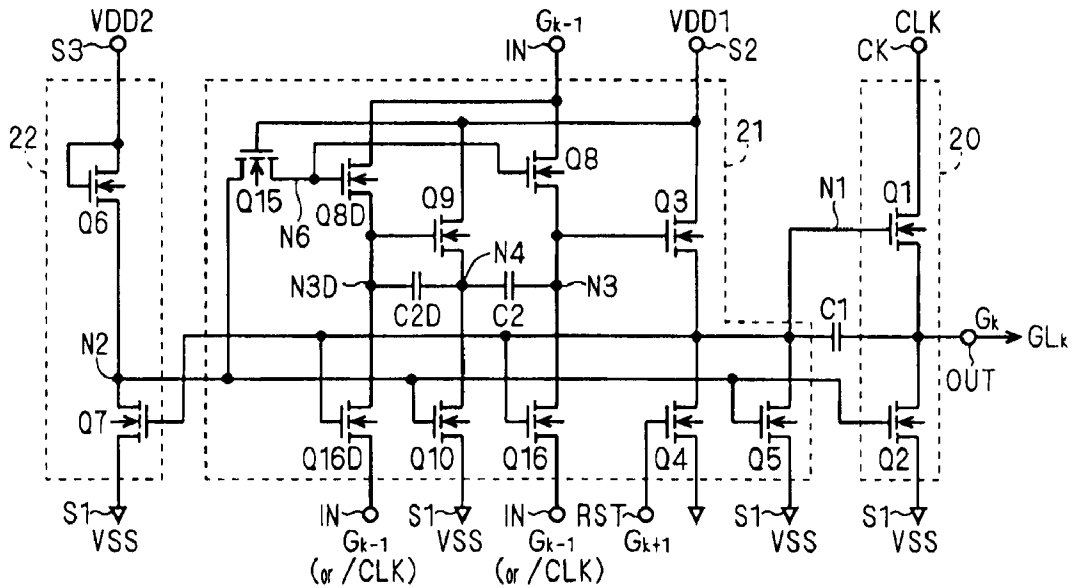 VDD2
S3
Gk-1
IN
VDD1
S2
CLK
CK
22
21
20
Q6
Q15
Q8D
Q8
Q9
Q3
N1
Q1
N6
N4
N3D
C2D
C2
N3
C1
Gk
GLk
OUT
N2
Q7
Q16D
Q10
Q16
Q4
Q5
Q2
S1
VSS
IN
Gk-1
(or /CLK)
S1
VSS
IN
Gk-1
(or /CLK)
RST
Gk+1
S1
VSS
S1
VSS